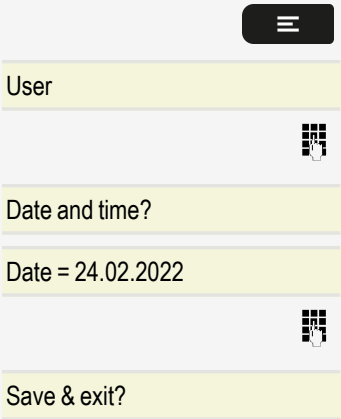 User
Date and time?
Date = 24.02.2022
Save & exit?